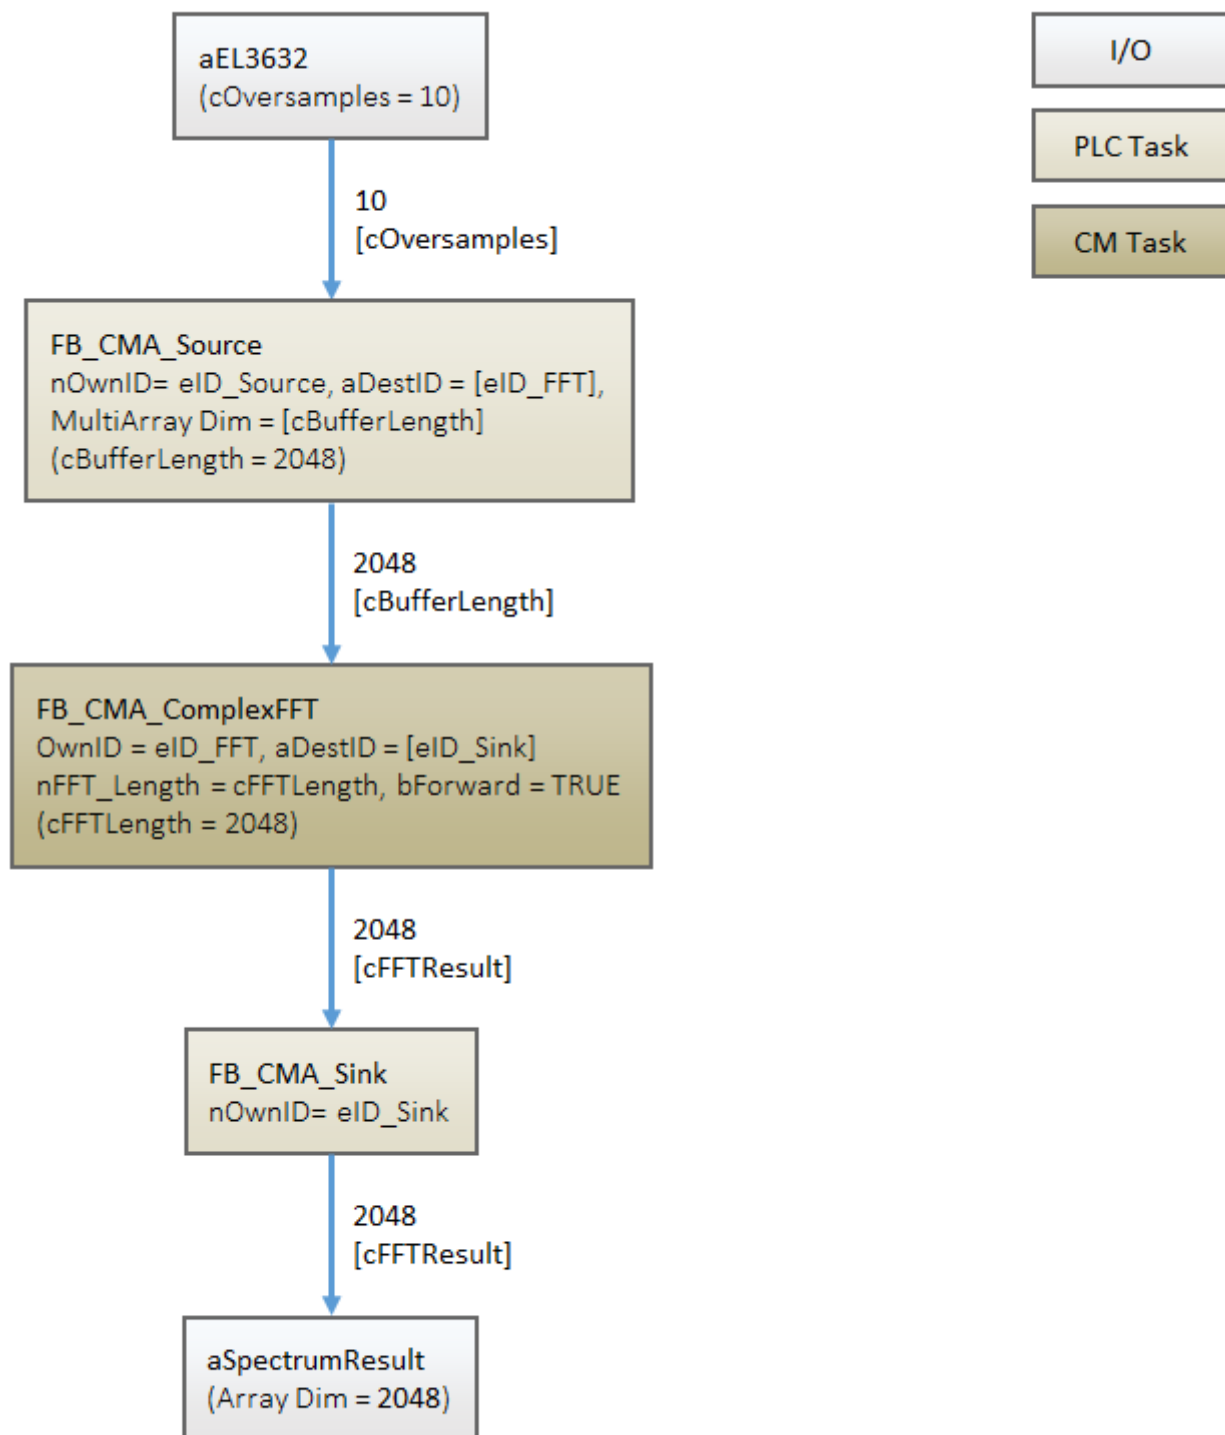 aEL3632
(cOversamples = 10)
I/O
PLC Task
CM Task
10
[cOversamples]
FB_CMA_Source
nOwnID= eID_Source, aDestID = [eID_FFT],
MultiArray Dim = [cBufferLength]
(cBufferLength = 2048)
2048
[cBufferLength]
FB_CMA_ComplexFFT
OwnID = eID_FFT, aDestID = [eID_Sink]
nFFT_Length = cFFTLength, bForward = TRUE
(cFFTLength = 2048)
2048
[cFFTResult]
FB_CMA_Sink
nOwnID= eID_Sink
2048
[cFFTResult]
aSpectrumResult
(Array Dim = 2048)